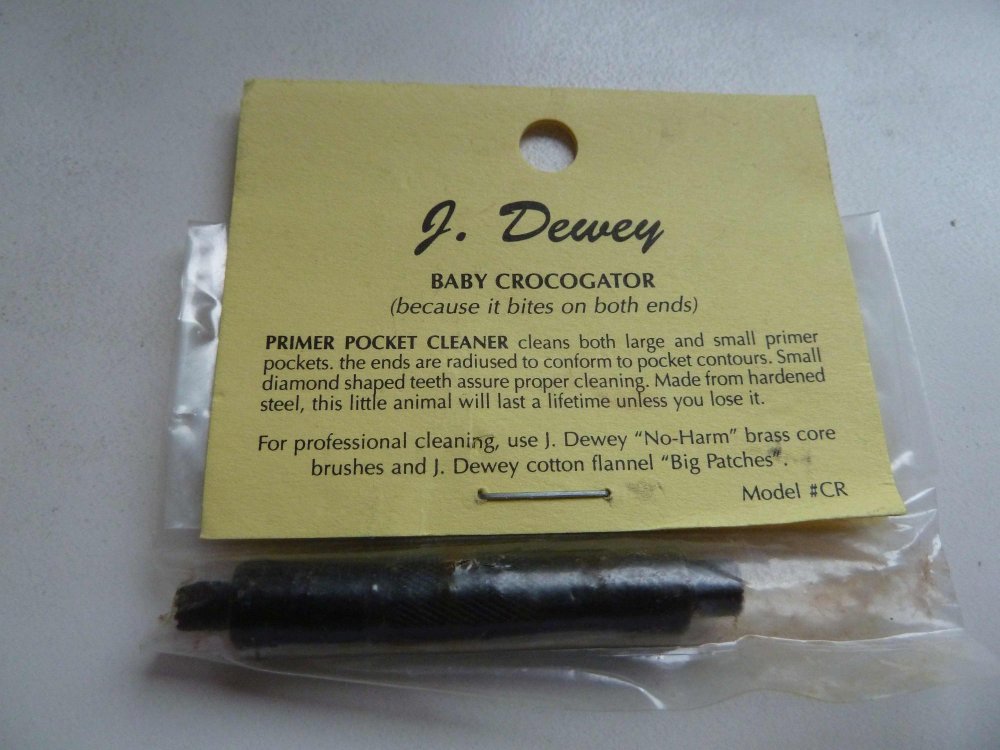 J. Dewey
BABY CROCOGATOR
(because it bites on both ends)
PRIMER POCKET CLEANER cleans both large and small primer
pockets. the ends are radiused to conform to pocket contours. Small
diamond shaped teeth assure proper cleaning. Made from hardened
steel, this little animal will last a lifetime unless you lose it.
For professional cleaning, use J. Dewey "No-Harm" brass core
brushes and J. Dewey cotton flannel "Big Patches".
Model #CR